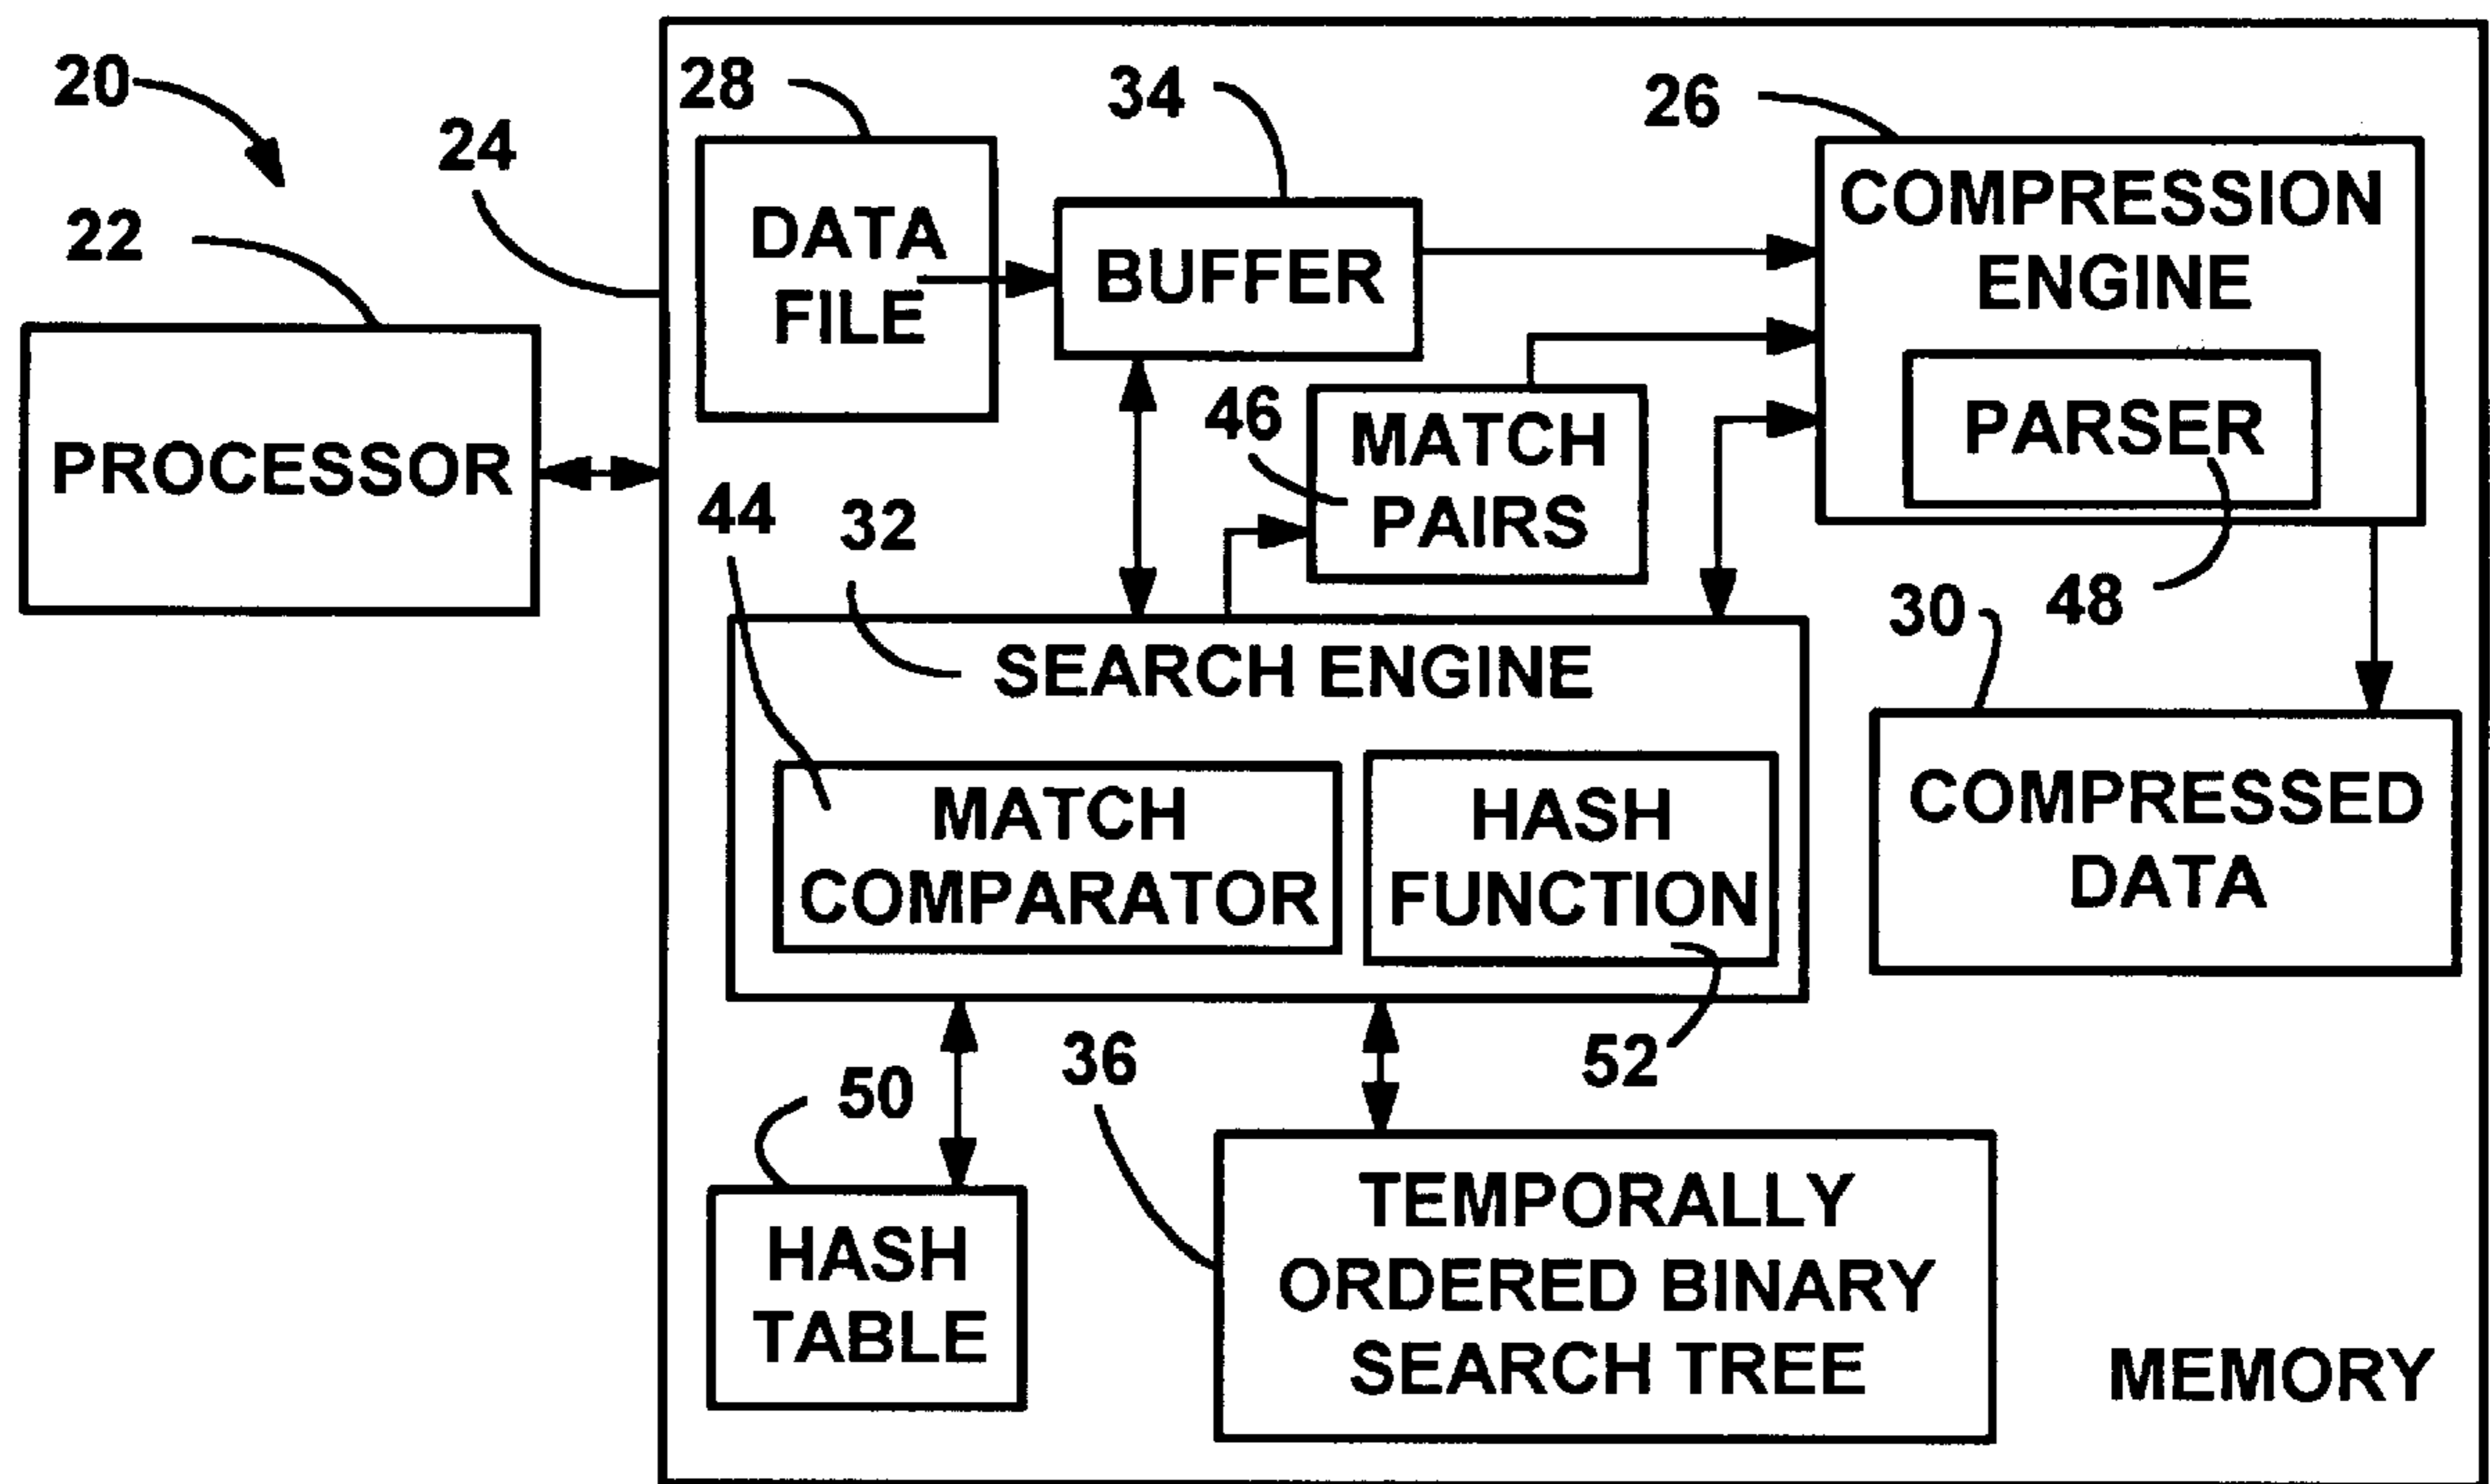 20
28
34
26
24
22
DATA
FILE
BUFFER
COMPRESSION
ENGINE
PARSER
PROCESSOR
46
MATCH
PAIRS
44
32
30
48
SEARCH ENGINE
MATCH
COMPARATOR
HASH
FUNCTION
COMPRESSED
DATA
50
36
52
HASH
TABLE
TEMPORALLY
ORDERED BINARY
SEARCH TREE
MEMORY